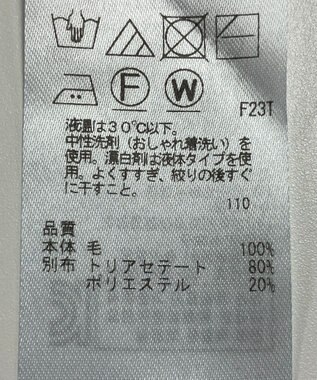 F W
F23T
液温は30℃以下。
中性洗剤（おしゃれ着洗い）を
使用。漂白剤は液体タイプを使
用。よくすすぎ、絞りの後すぐ
に干すこと。
110
品質
本体 毛 100%
別布 トリアセテート 80%
ポリエステル 20%